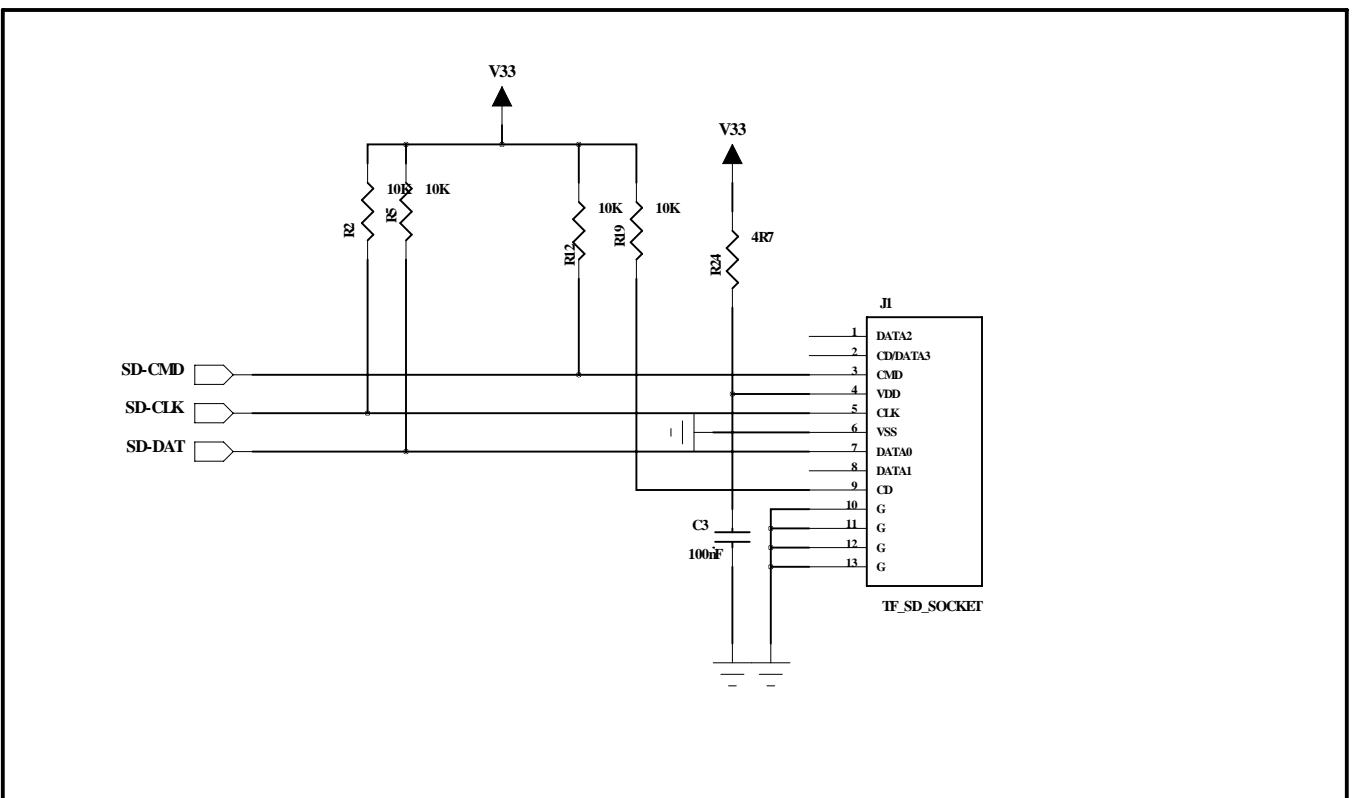 V33
V33
10K
10K
R2
R5
10K
10K
R12
R19
4R7
R24
J1
1 DATA2
2 CD/DATA3
SD-CMD
3 CMD
4 VDD
SD-CLK
5 CLK
6 VSS
SD-DAT
7 DATA0
8 DATA1
9 CD
10 G
C3
11 G
100nF
12 G
13 G
TF_SD_SOCKET